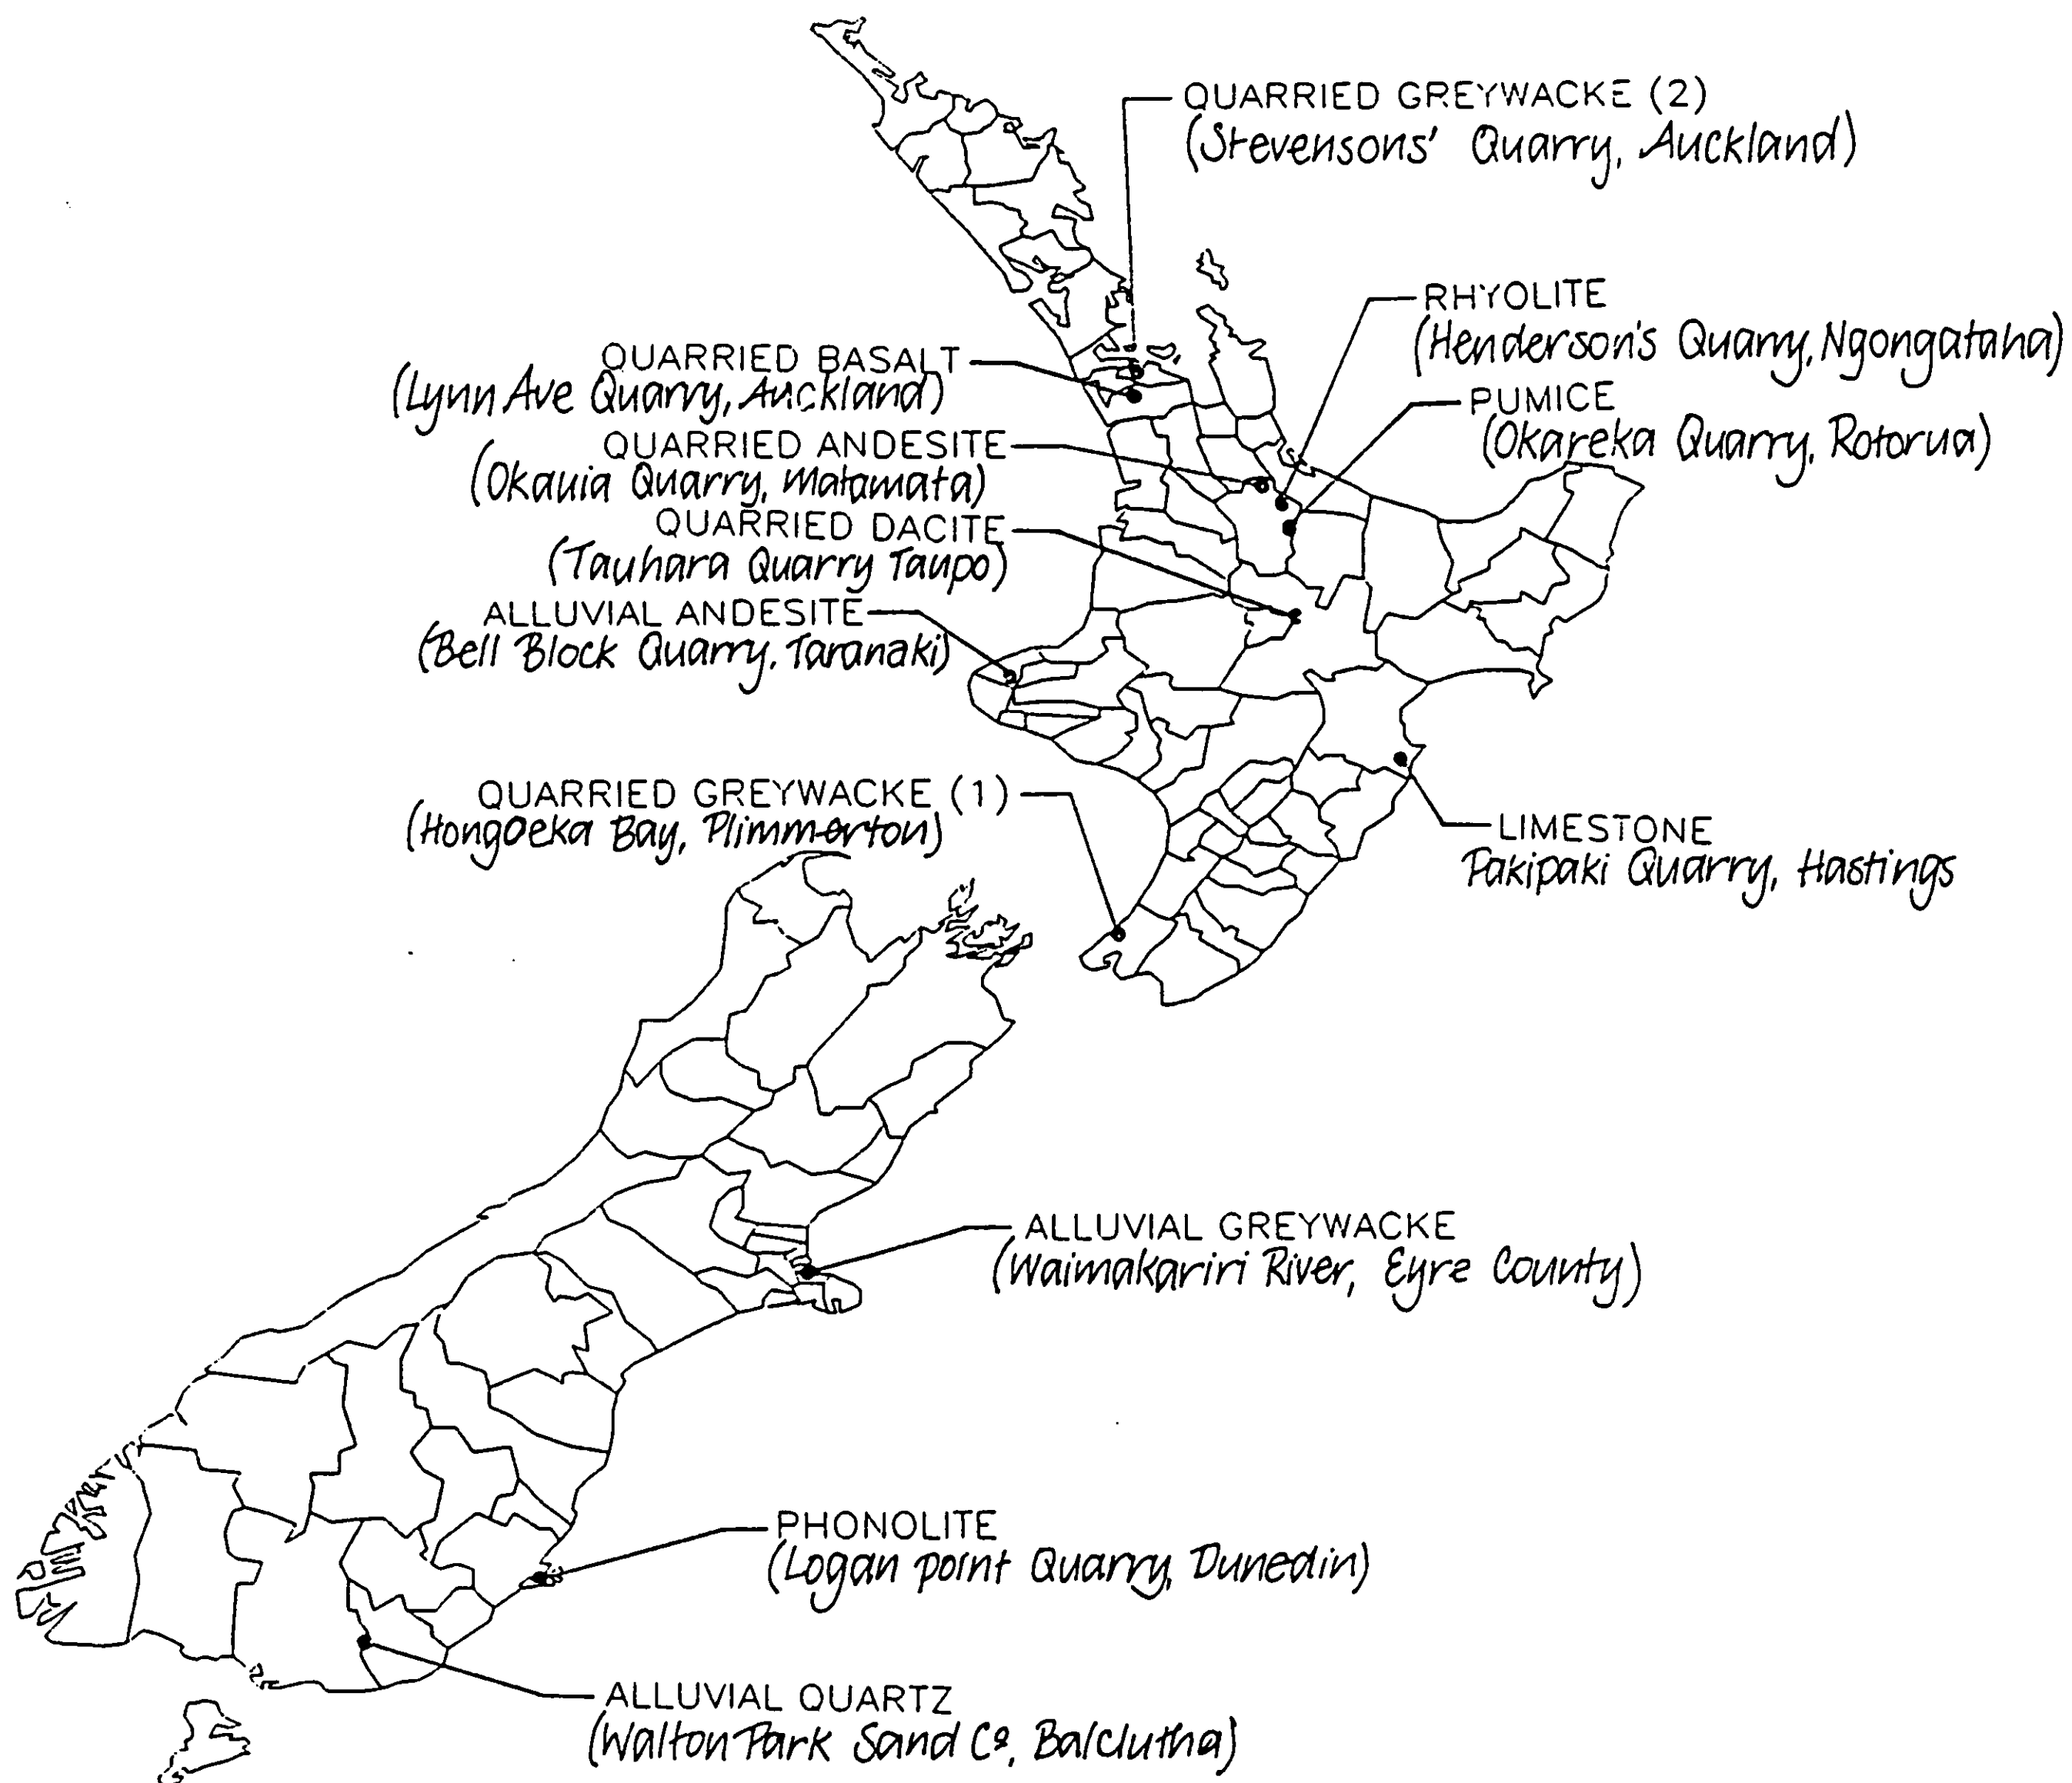 QUARRIED GREYWACKE (2)
(Stevensons' Quarry, Auckland)
RHYOLITE
(Henderson's Quarry, Ngongataha)
QUARRIED BASALT
(Lynn Ave Quarry, Auckland)
PUMICE
(Okareka Quarry, Rotorua)
QUARRIED ANDESITE
(Okauia Quarry, Matamata)
QUARRIED DACITE
(Tauhara Quarry Taupo)
ALLUVIAL ANDESITE
(Bell Block Quarry, Taranaki)
QUARRIED GREYWACKE (1)
(Hongoeka Bay, Plimmerton)
LIMESTONE
Pakipaki Quarry, Hastings
ALLUVIAL GREYWACKE
(Waimakariri River, Eyre County)
PHONOLITE
(Logan point Quarry, Dunedin)
ALLUVIAL QUARTZ
(Walton Park Sand Co, Balclutha)